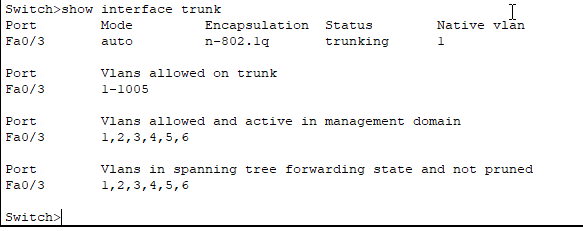 Switch>show interface trunk
Port        Mode         Encapsulation  Status        Native vlan
Fa0/3       auto         n-802.1q       trunking      1
Port        Vlans allowed on trunk
Fa0/3       1-1005
Port        Vlans allowed and active in management domain
Fa0/3       1,2,3,4,5,6
Port        Vlans in spanning tree forwarding state and not pruned
Fa0/3       1,2,3,4,5,6
Switch>